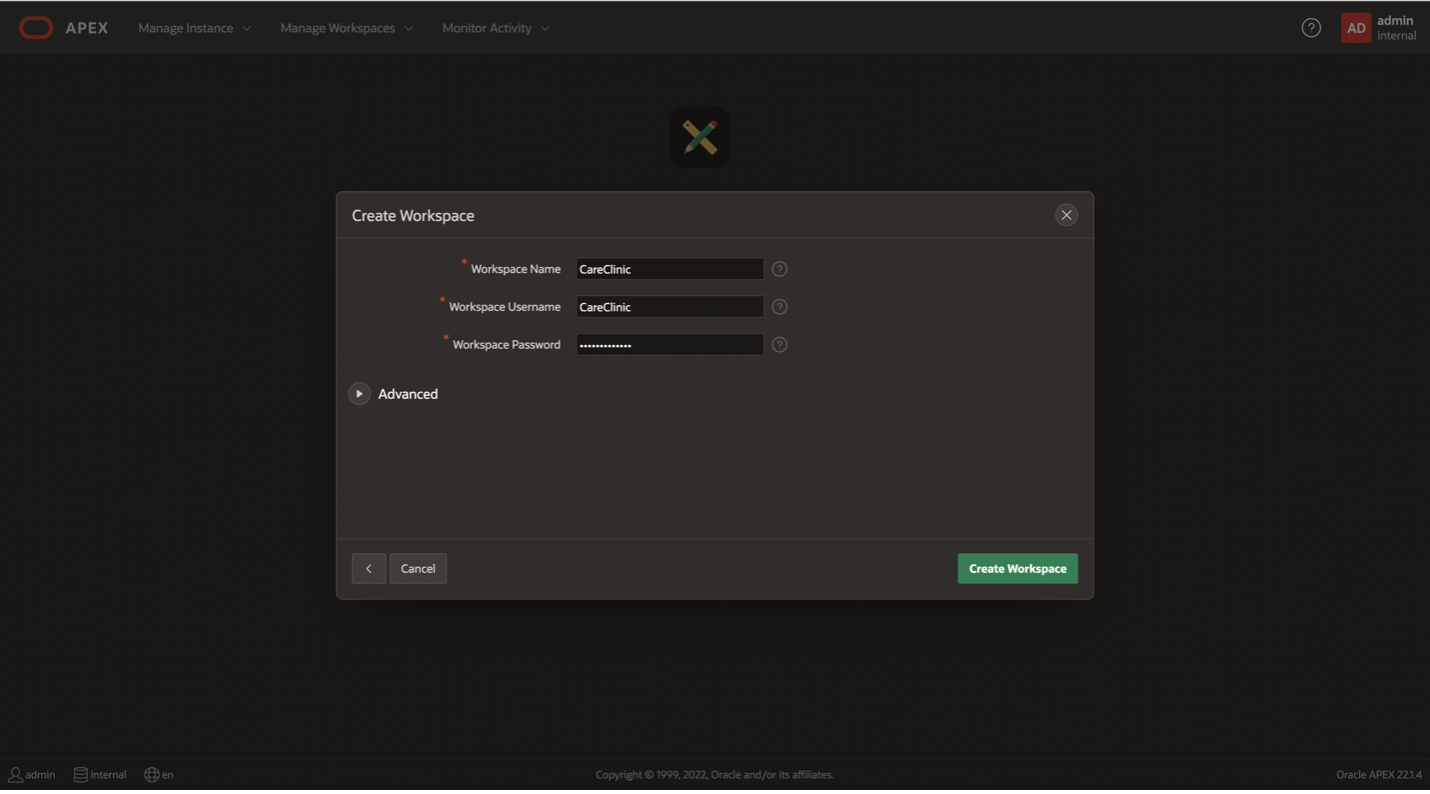 APEX Manage Instance Manage Workspaces Monitor Activity ? AD admin
internal
Create Workspace
* Workspace Name CareClinic ?
* Workspace Username CareClinic ?
* Workspace Password ••••••••••••• ?
Advanced
Cancel Create Workspace
admin internal en Copyright © 1999, 2022, Oracle and/or its affiliates. Oracle APEX 22.1.4